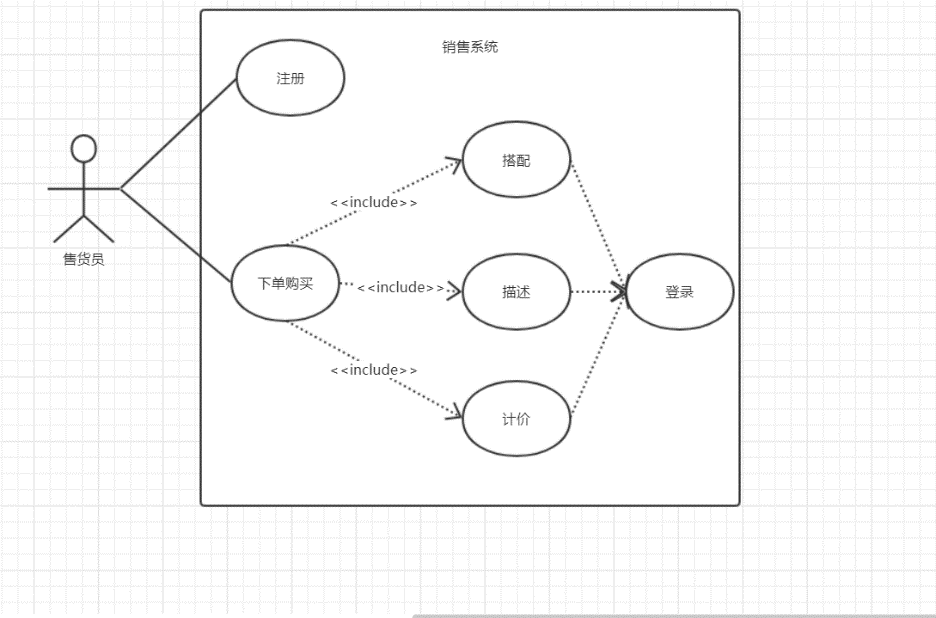 销售系统
注册
搭配
<<include>>
售货员
下单购买
<<include>>
描述
登录
<<include>>
计价